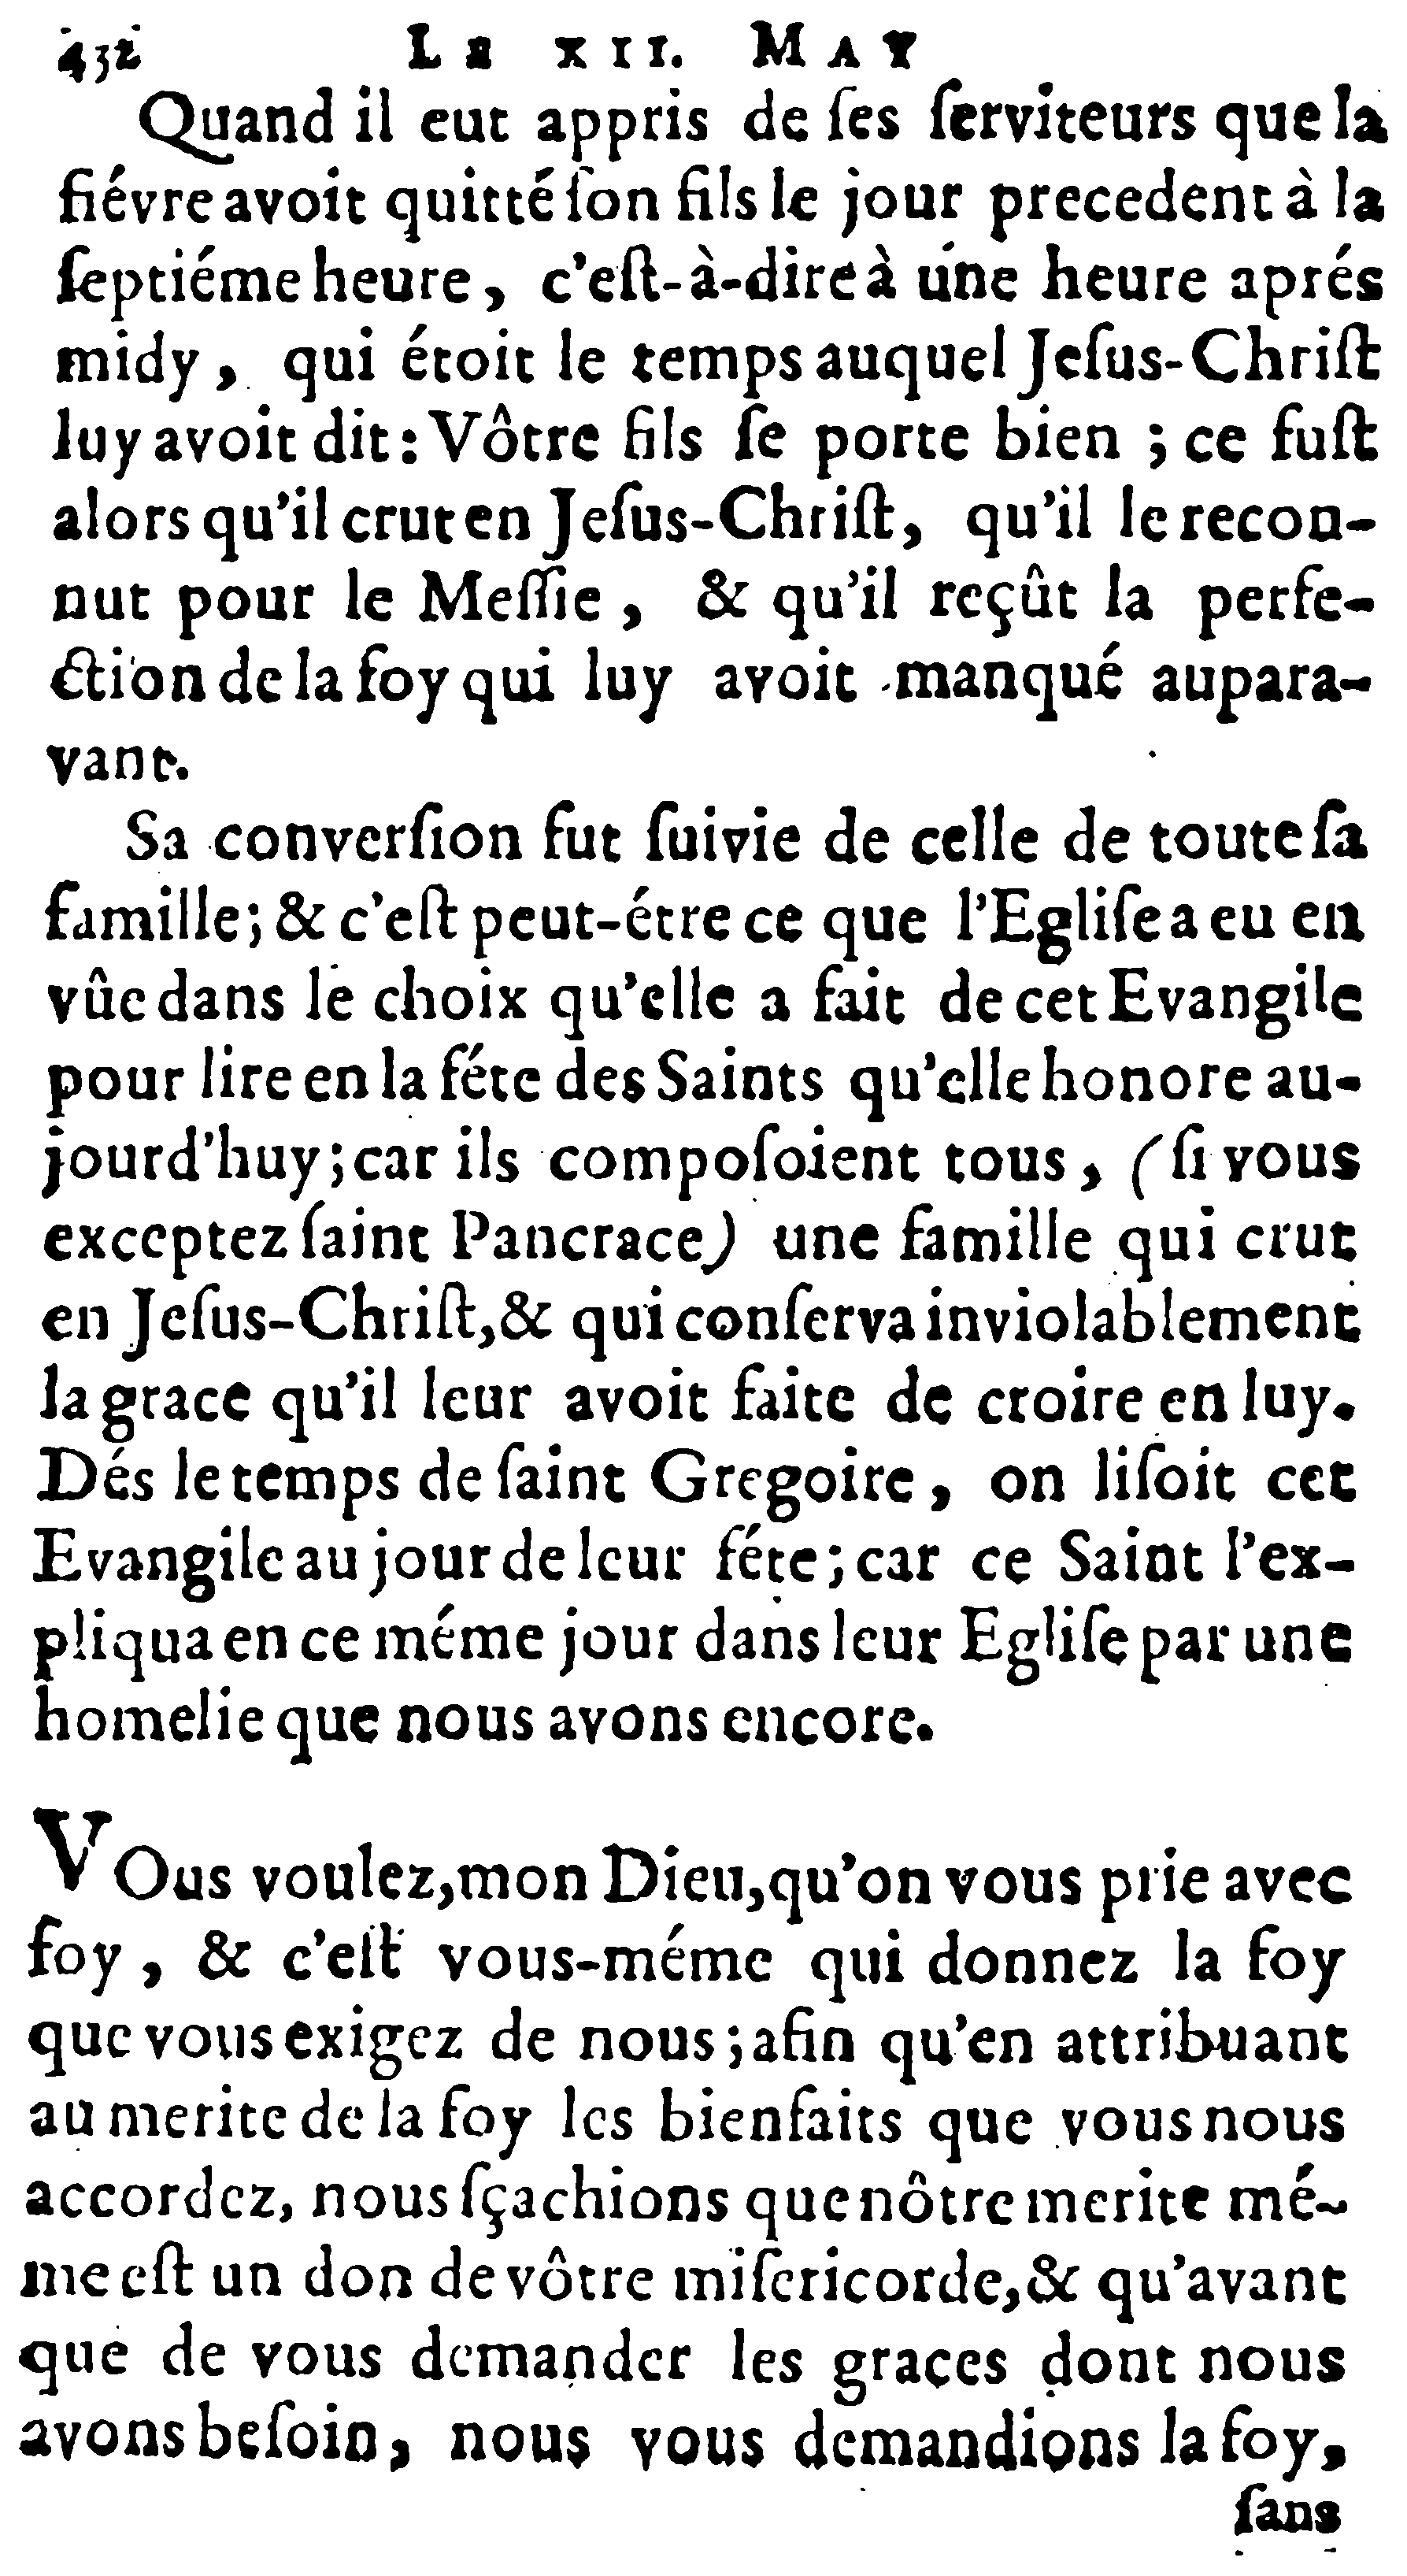 432 LE XII. MAY
Quand il eut appris de ſes ſerviteurs que la
fiévre avoit quitté ſon fils le jour precedent à la
ſeptiéme heure, c'eſt-à-dire à une heure aprés
midy, qui étoit le temps auquel Jeſus-Chriſt
luy avoit dit: Vôtre fils ſe porte bien; ce fuſt
alors qu'il crut en Jeſus-Chriſt, qu'il le recon-
nut pour le Meſſie, & qu'il reçût la perfe-
ction de la foy qui luy avoit manqué aupara-
vant.
Sa converſion fut ſuivie de celle de toute ſa
famille; & c'eſt peut-étre ce que l'Egliſe a eu en
vûe dans le choix qu'elle a fait de cet Evangile
pour lire en la féte des Saints qu'elle honore au-
jourd'huy; car ils compoſoient tous, (ſi vous
exceptez ſaint Pancrace) une famille qui crut
en Jeſus-Chriſt, & qui conſerva inviolablement
la grace qu'il leur avoit faite de croire en luy.
Dés le temps de ſaint Gregoire, on liſoit cet
Evangile au jour de leur féte; car ce Saint l'ex-
pliqua en ce méme jour dans leur Egliſe par une
homelie que nous avons encore.
VOus voulez, mon Dieu, qu'on vous prie avec
foy, & c'eſt vous-méme qui donnez la foy
que vous exigez de nous; afin qu'en attribuant
au merite de la foy les bienfaits que vous nous
accordez, nous ſçachions que nôtre merite mé-
me eſt un don de vôtre miſericorde, & qu'avant
que de vous demander les graces dont nous
avons beſoin, nous vous demandions la foy,
ſans